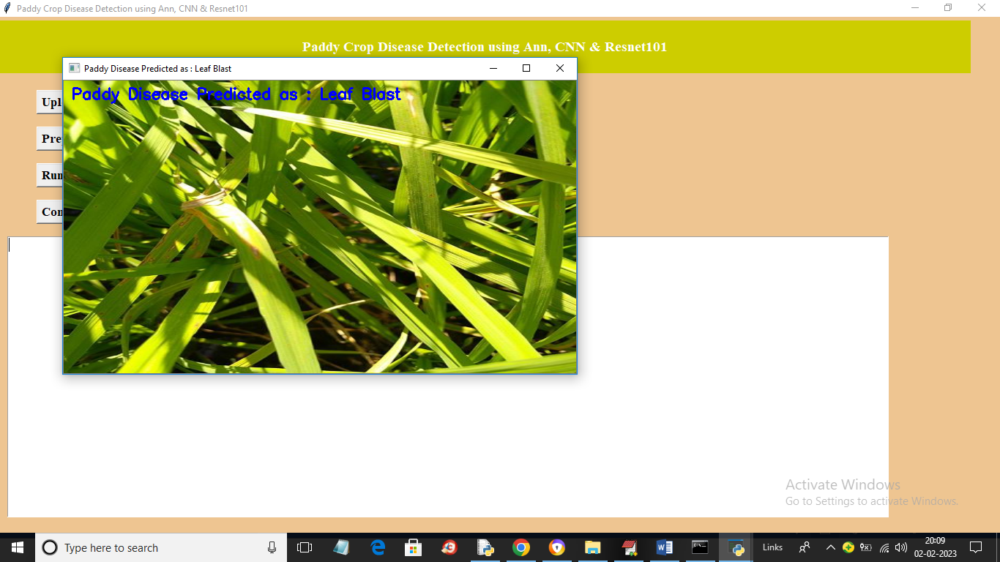 Paddy Crop Disease Detection using Ann, CNN & Resnet101
Paddy Crop Disease Detection using Ann, CNN & Resnet101
Paddy Disease Predicted as : Leaf Blast
Paddy Disease Predicted as : Leaf Blast
Upl
Pre
Run
Con
Activate Windows
Go to Settings to activate Windows.
Type here to search
Links
20:09
02-02-2023